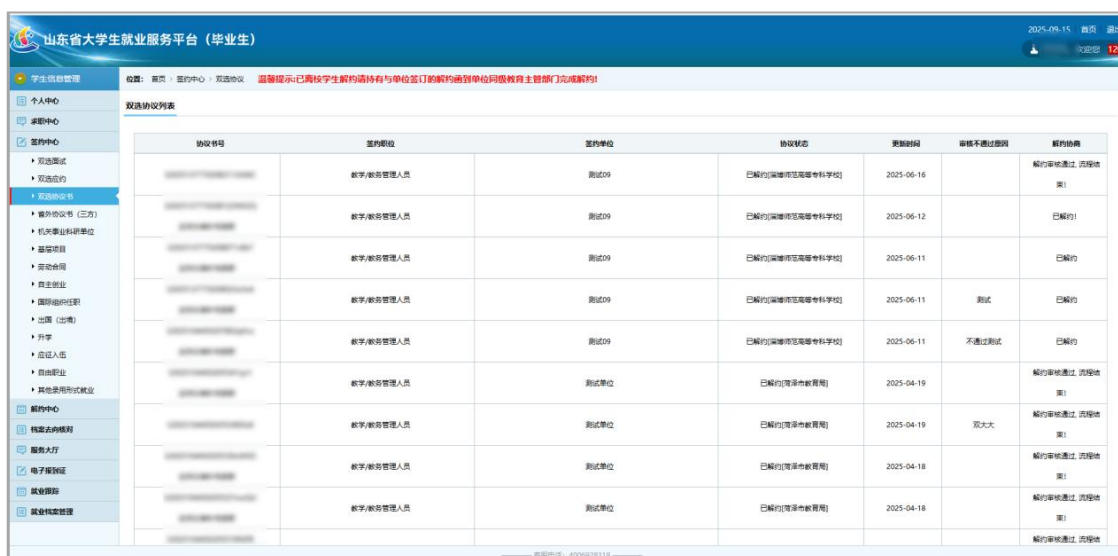 山东省大学生就业服务平台（毕业生）
2025-09-15 首页
欢迎您 12
学生信息管理
位置： 首页 › 签约中心 › 双选协议 温馨提示:已离校学生解约请持有与单位签订的解约函到单位同级教育主管部门完成解约!
个人中心
求职中心
签约中心
双选面试
双选应约
双选协议书
省外协议书（三方）
机关事业科研单位
基层项目
劳动合同
自主创业
国际组织任职
出国（出境）
升学
应征入伍
自由职业
其他录用形式就业
解约中心
档案去向核对
服务大厅
电子报到证
就业跟踪
就业档案管理
双选协议列表
协议书号 签约职位 签约单位 协议状态 更新时间 审核不通过原因 解约协商
教学/教务管理人员 测试09 已解约[淄博师范高等专科学校] 2025-06-16 解约审核通过, 流程结
束!
教学/教务管理人员 测试09 已解约[淄博师范高等专科学校] 2025-06-12 已解约!
教学/教务管理人员 测试09 已解约[淄博师范高等专科学校] 2025-06-11 已解约
教学/教务管理人员 测试09 已解约[淄博师范高等专科学校] 2025-06-11 测试 已解约
教学/教务管理人员 测试09 已解约[淄博师范高等专科学校] 2025-06-11 不通过测试 已解约
教学/教务管理人员 测试单位 已解约[菏泽市教育局] 2025-04-19 解约审核通过, 流程结
束!
教学/教务管理人员 测试单位 已解约[菏泽市教育局] 2025-04-19 双大大 解约审核通过, 流程结
束!
教学/教务管理人员 测试单位 已解约[菏泽市教育局] 2025-04-18 解约审核通过, 流程结
束!
教学/教务管理人员 测试单位 已解约[菏泽市教育局] 2025-04-18 解约审核通过, 流程结
束!
解约审核通过, 流程结
客服电话：4006828118